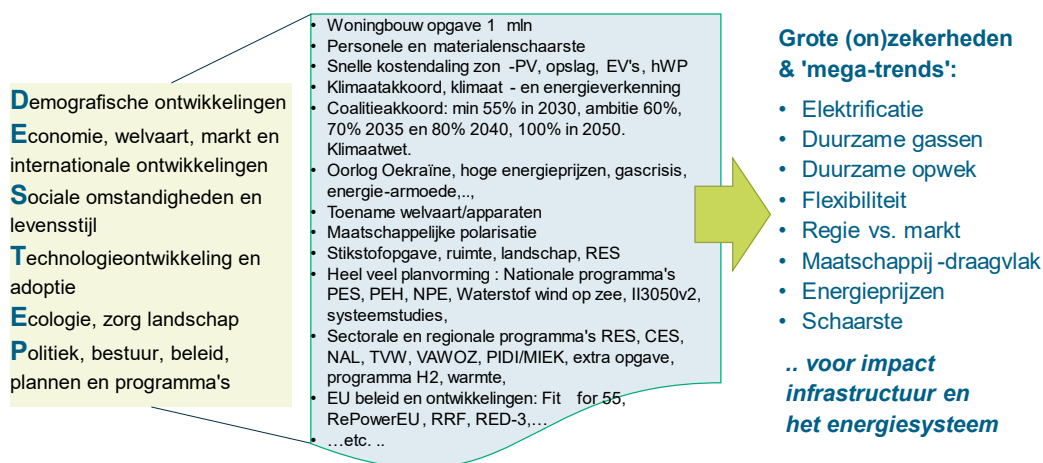 Demografische ontwikkelingen
Economie, welvaart, markt en
internationale ontwikkelingen
Sociale omstandigheden en
levensstijl
Technologieontwikkeling en
adoptie
Ecologie, zorg landschap
Politiek, bestuur, beleid,
plannen en programma's
• Woningbouw opgave 1 mln
• Personele en materialenschaarste
• Snelle kostendaling zon -PV, opslag, EV's, hWP
• Klimaatakkoord, klimaat - en energieverkenning
• Coalitieakkoord: min 55% in 2030, ambitie 60%,
70% 2035 en 80% 2040, 100% in 2050.
Klimaatwet.
• Oorlog Oekraïne, hoge energieprijzen, gascrisis,
energie-armoede,..,
• Toename welvaart/apparaten
• Maatschappelijke polarisatie
• Stikstofopgave, ruimte, landschap, RES
• Heel veel planvorming : Nationale programma's
PES, PEH, NPE, Waterstof wind op zee, II3050v2,
systeemstudies,
• Sectorale en regionale programma's RES, CES,
NAL, TVW, VAWOZ, PIDI/MIEK, extra opgave,
programma H2, warmte,
• EU beleid en ontwikkelingen: Fit for 55,
RePowerEU, RRF, RED-3,…
• …etc. ..
Grote (on)zekerheden
& 'mega-trends':
• Elektrificatie
• Duurzame gassen
• Duurzame opwek
• Flexibiliteit
• Regie vs. markt
• Maatschappij -draagvlak
• Energieprijzen
• Schaarste
.. voor impact
infrastructuur en
het energiesysteem